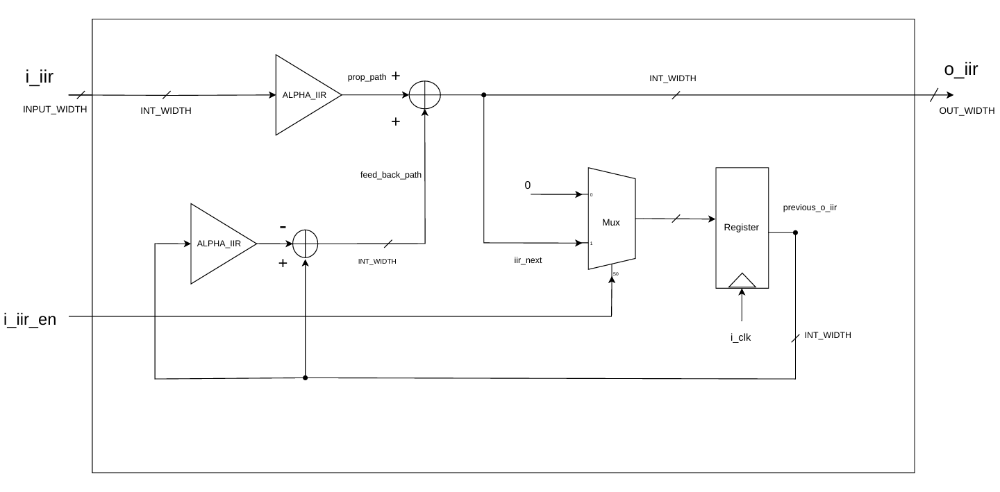 i_iir
INPUT_WIDTH
INT_WIDTH
ALPHA_IIR
prop_path
+
+
INT_WIDTH
o_iir
OUT_WIDTH
feed_back_path
ALPHA_IIR
-
+
INT_WIDTH
0
0
1
Mux
S0
iir_next
Register
previous_o_iir
i_iir_en
i_clk
INT_WIDTH